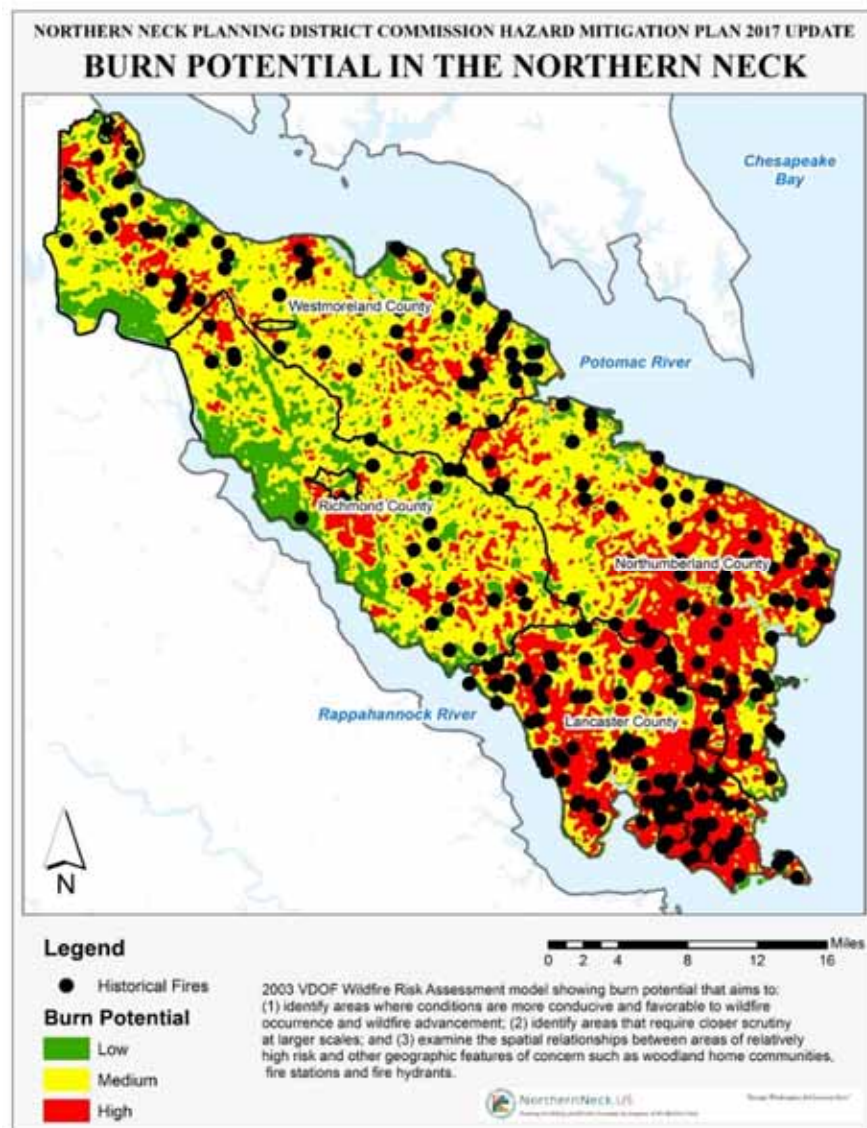 NORTHERN NECK PLANNING DISTRICT COMMISSION HAZARD MITIGATION PLAN 2017 UPDATE
BURN POTENTIAL IN THE NORTHERN NECK
Chesapeake
Bay
Westmoreland County
Potomac River
Richmond County
Northumberland County
Rappahannock River
Lancaster County
N
Legend
Historical Fires
Burn Potential
Low
Medium
High
Miles
0 2 4 8 12 16
2003 VDOF Wildfire Risk Assessment model showing burn potential that aims to:
(1) identify areas where conditions are more conducive and favorable to wildfire
occurrence and wildfire advancement; (2) identify areas that require closer scrutiny
at larger scales; and (3) examine the spatial relationships between areas of relatively
high risk and other geographic features of concern such as woodland home communities,
fire stations and fire hydrants.
NorthernNeck.US